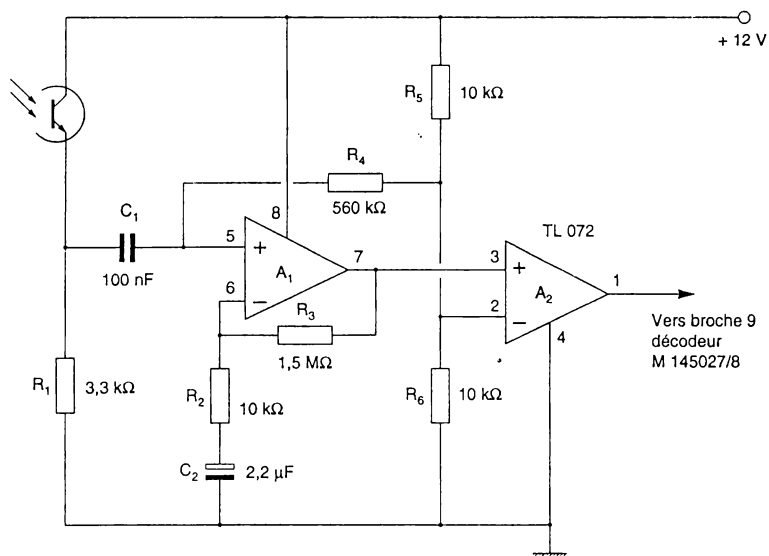 + 12 V
R5
10 kΩ
R4
560 kΩ
C1
100 nF
8
5
+
A1
6
−
7
R3
1,5 MΩ
TL 072
3
+
A2
2
−
1
4
Vers broche 9
décodeur
M 145027/8
R1
3,3 kΩ
R2
10 kΩ
R6
10 kΩ
C2
2,2 µF